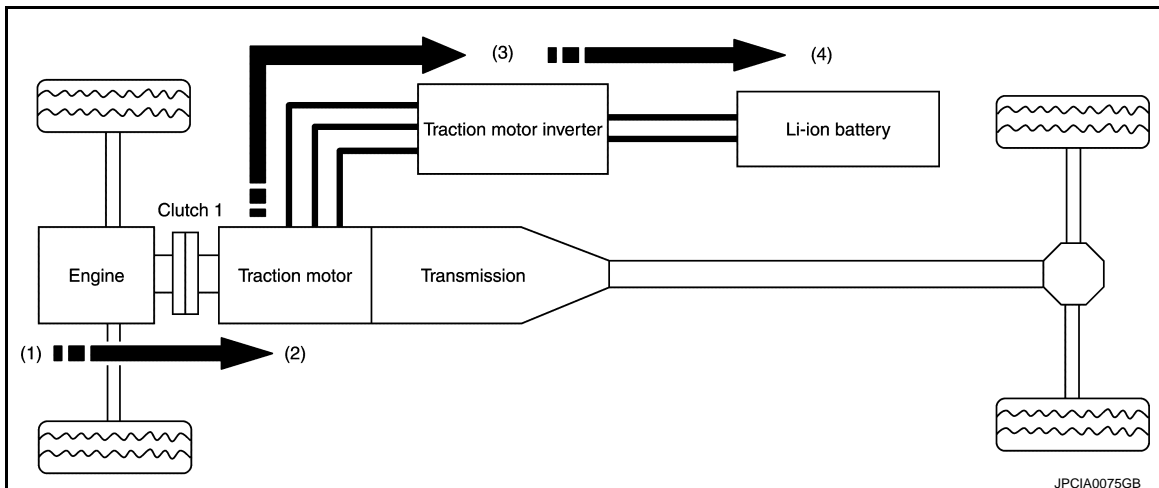 (3)
(4)
Traction motor inverter
Li-ion battery
Clutch 1
Engine
Traction motor
Transmission
(1)
(2)
JPCIA0075GB